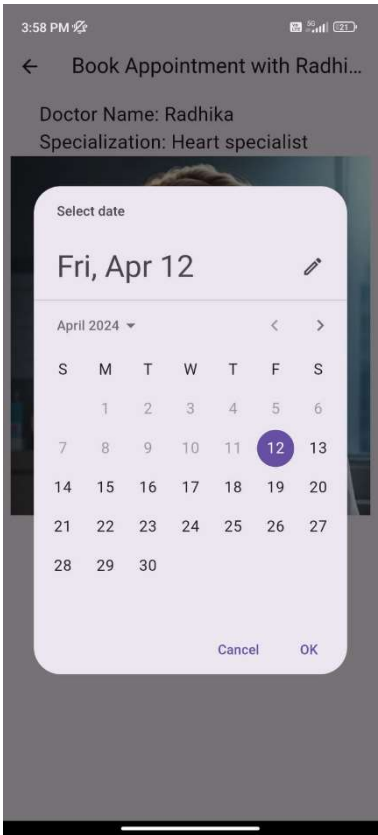 3:58 PM 5G 21
Book Appointment with Radhi...
Doctor Name: Radhika
Specialization: Heart specialist
Select date
Fri, Apr 12
April 2024
S M T W T F S
1 2 3 4 5 6
7 8 9 10 11 12 13
14 15 16 17 18 19 20
21 22 23 24 25 26 27
28 29 30
Cancel OK